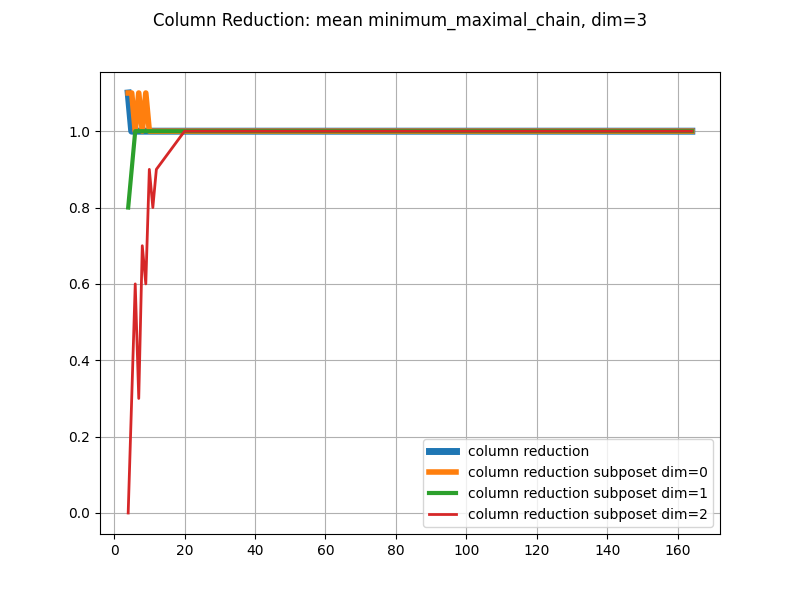 Column Reduction: mean minimum_maximal_chain, dim=3
1.0
0.8
0.6
0.4
0.2
0.0
column reduction
column reduction subposet dim=0
column reduction subposet dim=1
column reduction subposet dim=2
0 20 40 60 80 100 120 140 160